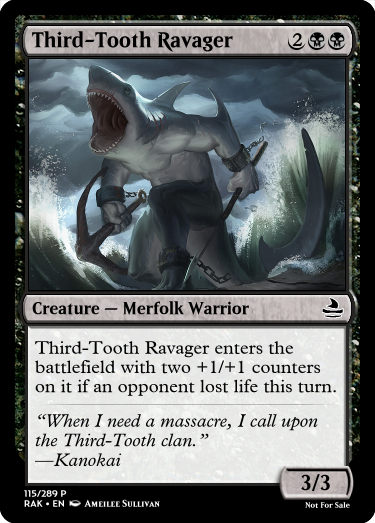 Third-Tooth Ravager 2
Creature — Merfolk Warrior
Third-Tooth Ravager enters the
battlefield with two +1/+1 counters
on it if an opponent lost life this turn.
“When I need a massacre, I call upon
the Third-Tooth clan.”
—Kanokai
3/3
115/289 P
RAK • EN Ameilee Sullivan
Not For Sale